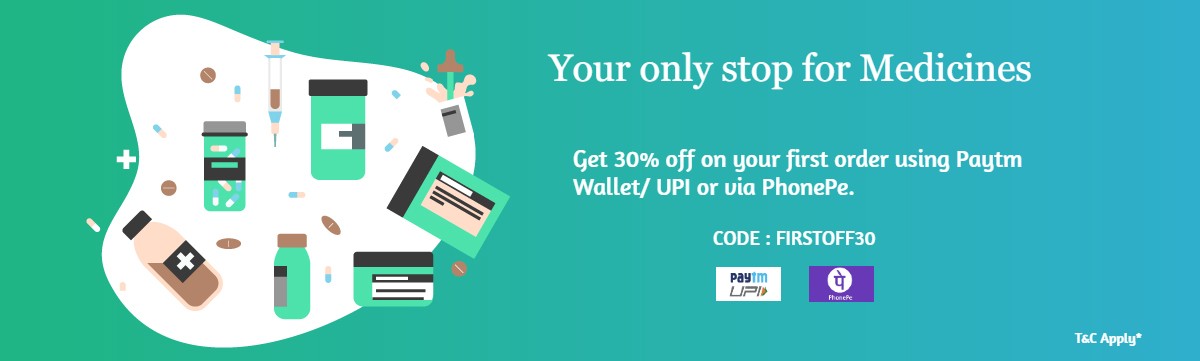 Your only stop for Medicines
Get 30% off on your first order using Paytm
Wallet/ UPI or via PhonePe.
CODE : FIRSTOFF30
paytm
UPI
पे
PhonePe
T&C Apply*